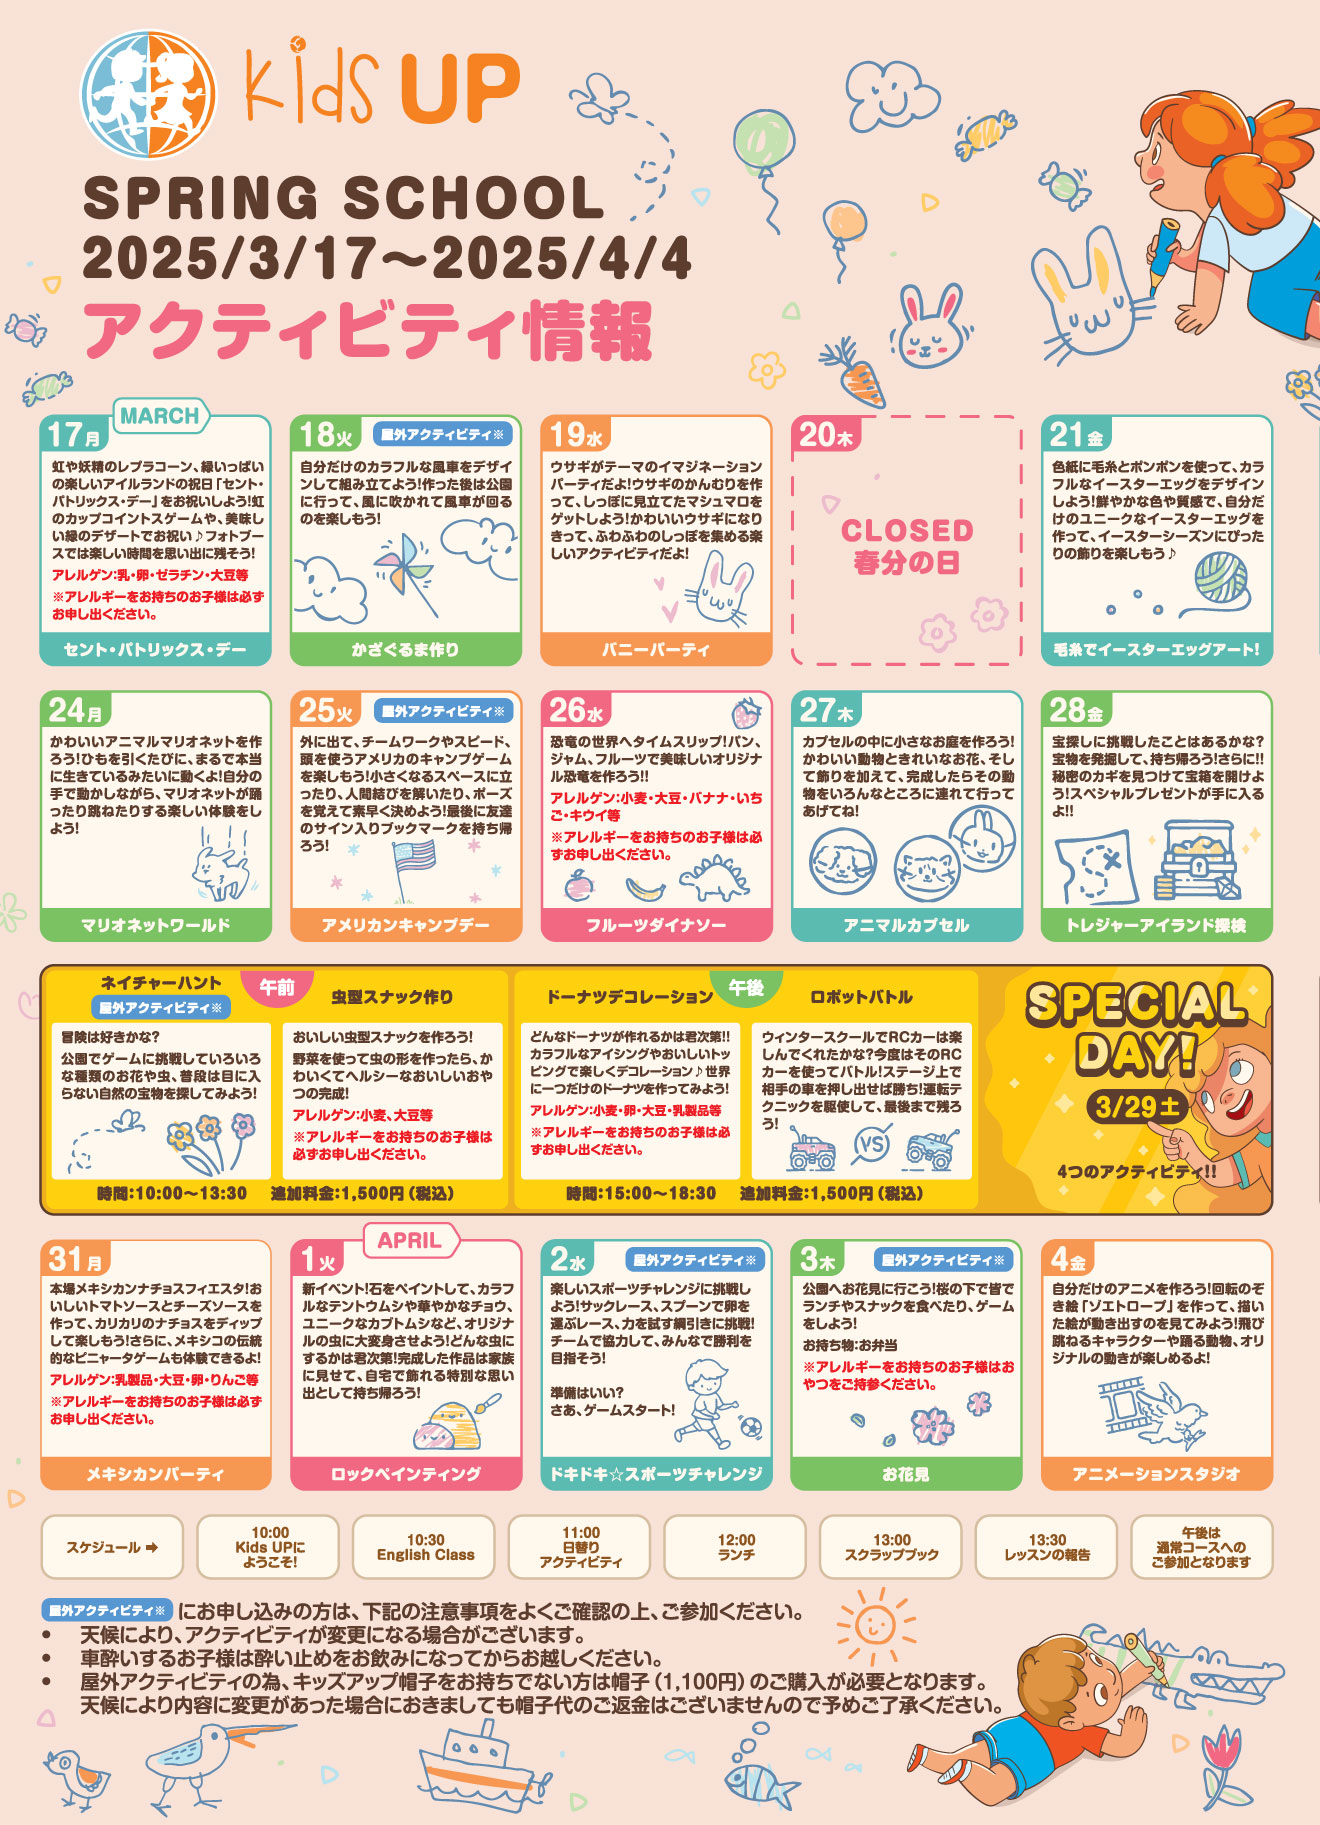 Kids UP
SPRING SCHOOL
2025/3/17～2025/4/4
アクティビティ情報
MARCH
17月
虹や妖精のレプラコーン、緑いっぱい
の楽しいアイルランドの祝日「セント・
パトリックス・デー」をお祝いしよう!虹
のカップコイントスゲームや、美味し
い緑のデザートでお祝い♪フォトブー
スでは楽しい時間を思い出に残そう!
アレルゲン:乳・卵・ゼラチン・大豆等
※アレルギーをお持ちのお子様は必ず
お申し出ください。
セント・パトリックス・デー
18火
屋外アクティビティ※
自分だけのカラフルな風車をデザイ
ンして組み立てよう!作った後は公園
に行って、風に吹かれて風車が回る
のを楽しもう!
かざぐるま作り
19水
ウサギがテーマのイマジネーション
パーティだよ!ウサギのかんむりを作
って、しっぽに見立てたマシュマロを
ゲットしよう!かわいいウサギになり
きって、ふわふわのしっぽを集める楽
しいアクティビティだよ!
バニーパーティ
20木
CLOSED
春分の日
21金
色紙に毛糸とポンポンを使って、カラ
フルなイースターエッグをデザイン
しよう!鮮やかな色や質感で、自分だ
けのユニークなイースターエッグを
作って、イースターシーズンにぴった
りの飾りを楽しもう♪
毛糸でイースターエッグアート!
24月
かわいいアニマルマリオネットを作
ろう!ひもを引くたびに、まるで本当
に生きているみたいに動くよ!自分の
手で動かしながら、マリオネットが踊
ったり跳ねたりする楽しい体験をし
よう!
マリオネットワールド
25火
屋外アクティビティ※
外に出て、チームワークやスピード、
頭を使うアメリカのキャンプゲーム
を楽しもう!小さくなるスペースに立
ったり、人間結びを解いたり、ポーズ
を覚えて素早く決めよう!最後に友達
のサイン入りブックマークを持ち帰
ろう!
アメリカンキャンプデー
26水
恐竜の世界へタイムスリップ!パン、
ジャム、フルーツで美味しいオリジナ
ル恐竜を作ろう!!
アレルゲン:小麦・大豆・バナナ・いち
ご・キウイ等
※アレルギーをお持ちのお子様は必
ずお申し出ください。
フルーツダイナソー
27木
カプセルの中に小さなお庭を作ろう!
かわいい動物ときれいなお花、そし
て飾りを加えて、完成したらその動
物をいろんなところに連れて行って
あげてね!
アニマルカプセル
28金
宝探しに挑戦したことはあるかな?
宝物を発掘して、持ち帰ろう!さらに!!
秘密のカギを見つけて宝箱を開けよ
う!スペシャルプレゼントが手に入る
よ!!
トレジャーアイランド探検
ネイチャーハント
屋外アクティビティ※
午前
虫型スナック作り
冒険は好きかな?
公園でゲームに挑戦していろいろ
な種類のお花や虫、普段は目に入
らない自然の宝物を探してみよう!
おいしい虫型スナックを作ろう!
野菜を使って虫の形を作ったら、か
わいくてヘルシーなおいしいおや
つの完成!
アレルゲン:小麦、大豆等
※アレルギーをお持ちのお子様は
必ずお申し出ください。
時間:10:00～13:30 追加料金:1,500円(税込)
ドーナツデコレーション
午後
ロボットバトル
どんなドーナツが作れるかは君次第!!
カラフルなアイシングやおいしいトッ
ピングで楽しくデコレーション♪世界
に一つだけのドーナツを作ってみよう!
アレルゲン:小麦・卵・大豆・乳製品等
※アレルギーをお持ちのお子様は必
ずお申し出ください。
ウィンタースクールでRCカーは楽
しんでくれたかな?今度はそのRC
カーを使ってバトル!ステージ上で
相手の車を押し出せば勝ち!運転テ
クニックを駆使して、最後まで残ろ
う!
VS
時間:15:00～18:30 追加料金:1,500円(税込)
SPECIAL
DAY!
3/29土
4つのアクティビティ!!
31月
本場メキシカンナチョスフィエスタ!お
いしいトマトソースとチーズソースを
作って、カリカリのナチョスをディップ
して楽しもう!さらに、メキシコの伝統
的なピニャータゲームも体験できるよ!
アレルゲン:乳製品・大豆・卵・りんご等
※アレルギーをお持ちのお子様は必ず
お申し出ください。
メキシカンパーティ
APRIL
1火
新イベント!石をペイントして、カラフ
ルなテントウムシや華やかなチョウ、
ユニークなカブトムシなど、オリジナ
ルの虫に大変身させよう!どんな虫に
するかは君次第!完成した作品は家族
に見せて、自宅で飾れる特別な思い
出として持ち帰ろう!
ロックペインティング
2水
屋外アクティビティ※
楽しいスポーツチャレンジに挑戦し
よう!サックレース、スプーンで卵を
運ぶレース、力を試す綱引きに挑戦!
チームで協力して、みんなで勝利を
目指そう!
準備はいい?
さあ、ゲームスタート!
ドキドキ☆スポーツチャレンジ
3木
屋外アクティビティ※
公園へお花見に行こう!桜の下で皆で
ランチやスナックを食べたり、ゲーム
をしよう!
お持ち物:お弁当
※アレルギーをお持ちのお子様はお
やつをご持参ください。
お花見
4金
自分だけのアニメを作ろう!回転のぞ
き絵「ゾエトロープ」を作って、描い
た絵が動き出すのを見てみよう!飛び
跳ねるキャラクターや踊る動物、オリ
ジナルの動きが楽しめるよ!
アニメーションスタジオ
スケジュール➡
10:00
Kids UPに
ようこそ!
10:30
English Class
11:00
日替り
アクティビティ
12:00
ランチ
13:00
スクラップブック
13:30
レッスンの報告
午後は
通常コースへの
ご参加となります
屋外アクティビティ※ にお申し込みの方は、下記の注意事項をよくご確認の上、ご参加ください。
• 天候により、アクティビティが変更になる場合がございます。
• 車酔いするお子様は酔い止めをお飲みになってからお越しください。
• 屋外アクティビティの為、キッズアップ帽子をお持ちでない方は帽子(1,100円)のご購入が必要となります。
天候により内容に変更があった場合におきましても帽子代のご返金はございませんので予めご了承ください。